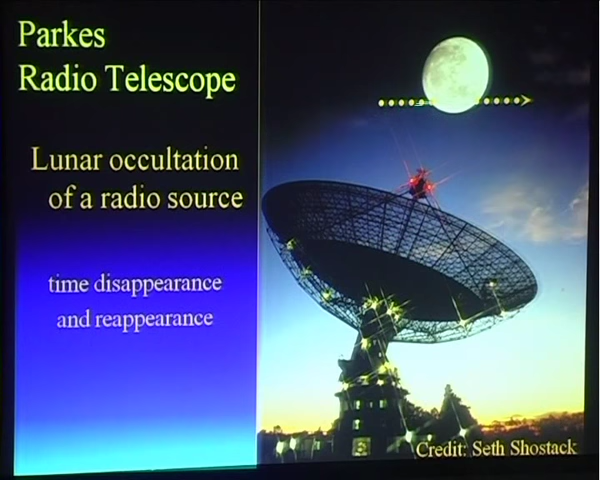 Parkes
Radio Telescope
Lunar occultation
of a radio source
time disappearance
and reappearance
Credit: Seth Shostack